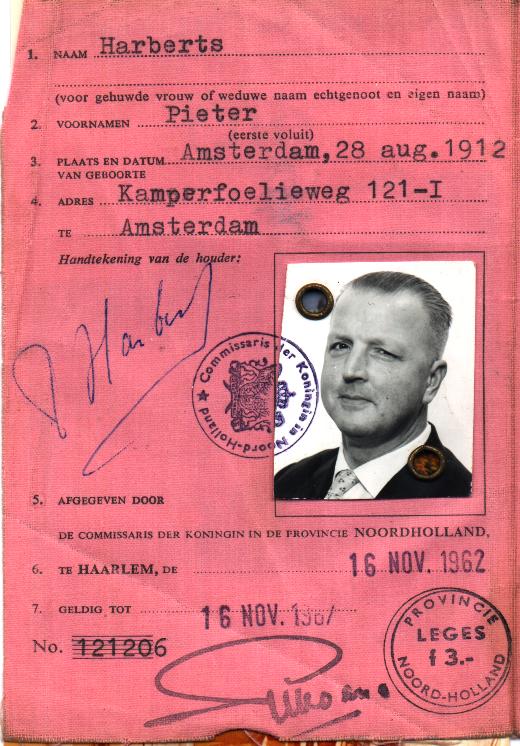 1. NAAM Harberts
(voor gehuwde vrouw of weduwe naam echtgenoot en eigen naam)
2. VOORNAMEN Pieter
(eerste voluit)
3. PLAATS EN DATUM Amsterdam, 28 aug. 1912
VAN GEBOORTE
4. ADRES Kamperfoelieweg 121-I
TE Amsterdam
Handtekening van de houder:
P Harberts
Commissaris der Koningin in Noord-Holland
5. AFGEGEVEN DOOR
DE COMMISSARIS DER KONINGIN IN DE PROVINCIE NOORDHOLLAND,
6. TE HAARLEM, DE 16 NOV. 1962
7. GELDIG TOT 16 NOV. 1967
No. 121206
PROVINCIE
LEGES
f 3.-
NOORD-HOLLAND